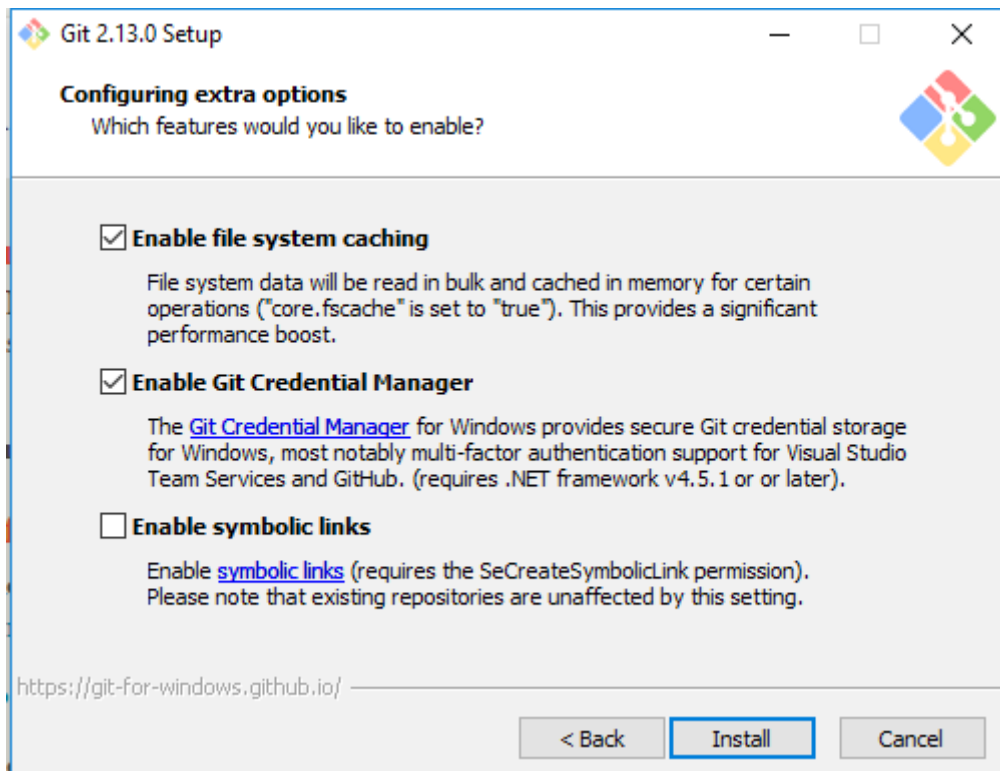 Git 2.13.0 Setup
Configuring extra options
Which features would you like to enable?
Enable file system caching
File system data will be read in bulk and cached in memory for certain
operations ("core.fscache" is set to "true"). This provides a significant
performance boost.
Enable Git Credential Manager
The Git Credential Manager for Windows provides secure Git credential storage
for Windows, most notably multi-factor authentication support for Visual Studio
Team Services and GitHub. (requires .NET framework v4.5.1 or or later).
Enable symbolic links
Enable symbolic links (requires the SeCreateSymbolicLink permission).
Please note that existing repositories are unaffected by this setting.
https://git-for-windows.github.io/
< Back Install Cancel